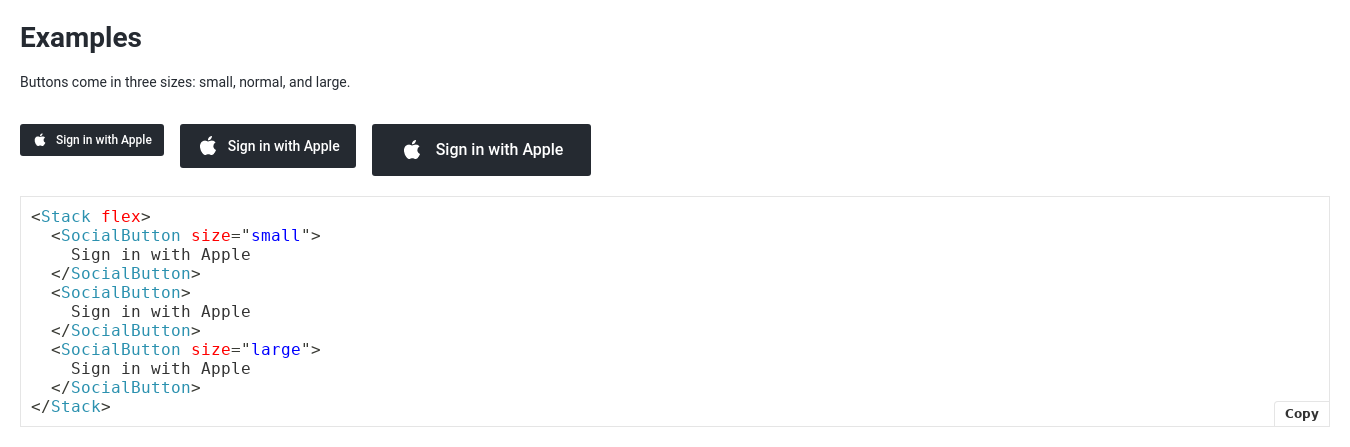 Examples
Buttons come in three sizes: small, normal, and large.
Sign in with Apple
Sign in with Apple
Sign in with Apple
<Stack flex>
  <SocialButton size="small">
    Sign in with Apple
  </SocialButton>
  <SocialButton>
    Sign in with Apple
  </SocialButton>
  <SocialButton size="large">
    Sign in with Apple
  </SocialButton>
</Stack>
Copy